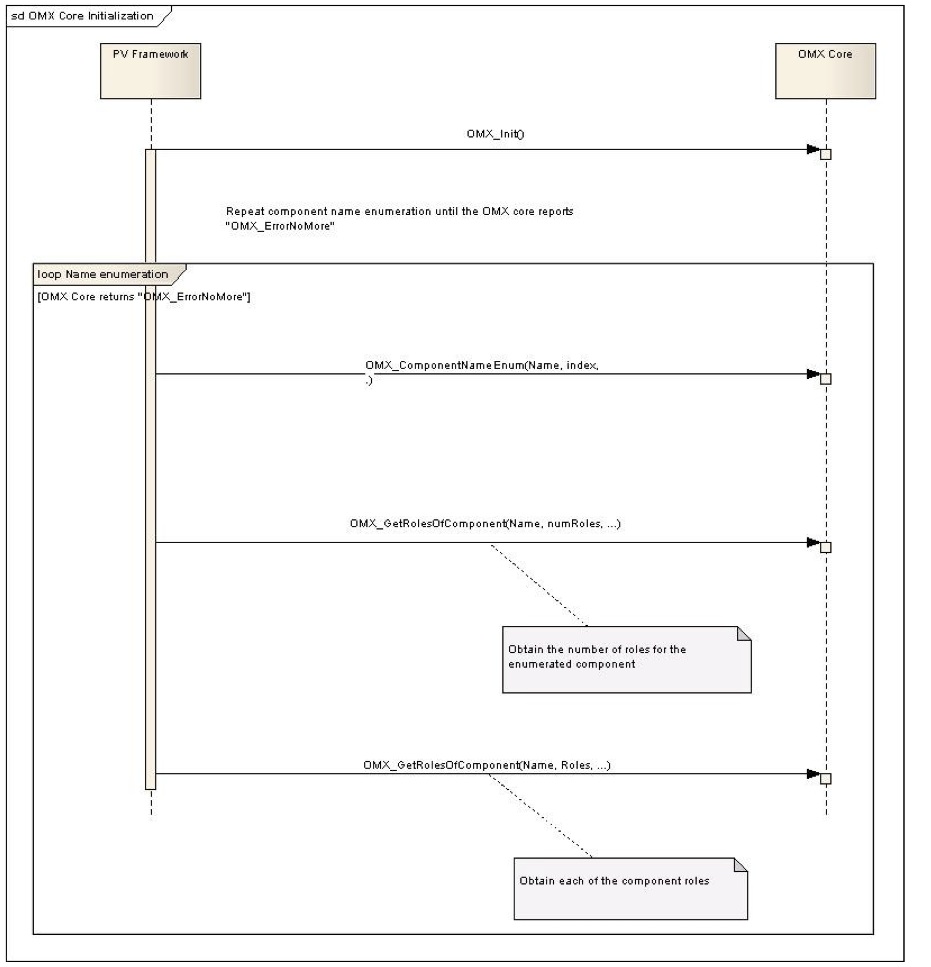 sd OMX Core Initialization
PV Framework
OMX Core
OMX_Init()
Repeat component name enumeration until the OMX core reports
"OMX_ErrorNoMore"
loop Name enumeration
[OMX Core returns "OMX_ErrorNoMore"]
OMX_ComponentNameEnum(Name, index,
.)
OMX_GetRolesOfComponent(Name, numRoles, ...)
Obtain the number of roles for the
enumerated component
OMX_GetRolesOfComponent(Name, Roles, ...)
Obtain each of the component roles